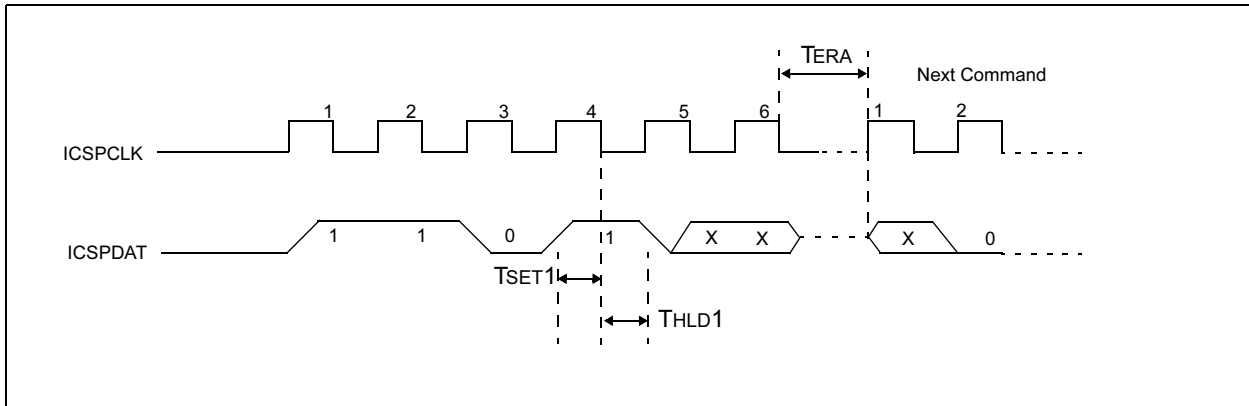 TERA
Next Command
1 2 3 4 5 6 1 2
ICSPCLK
ICSPDAT
1 1 0 1 X X X 0
TSET1
THLD1